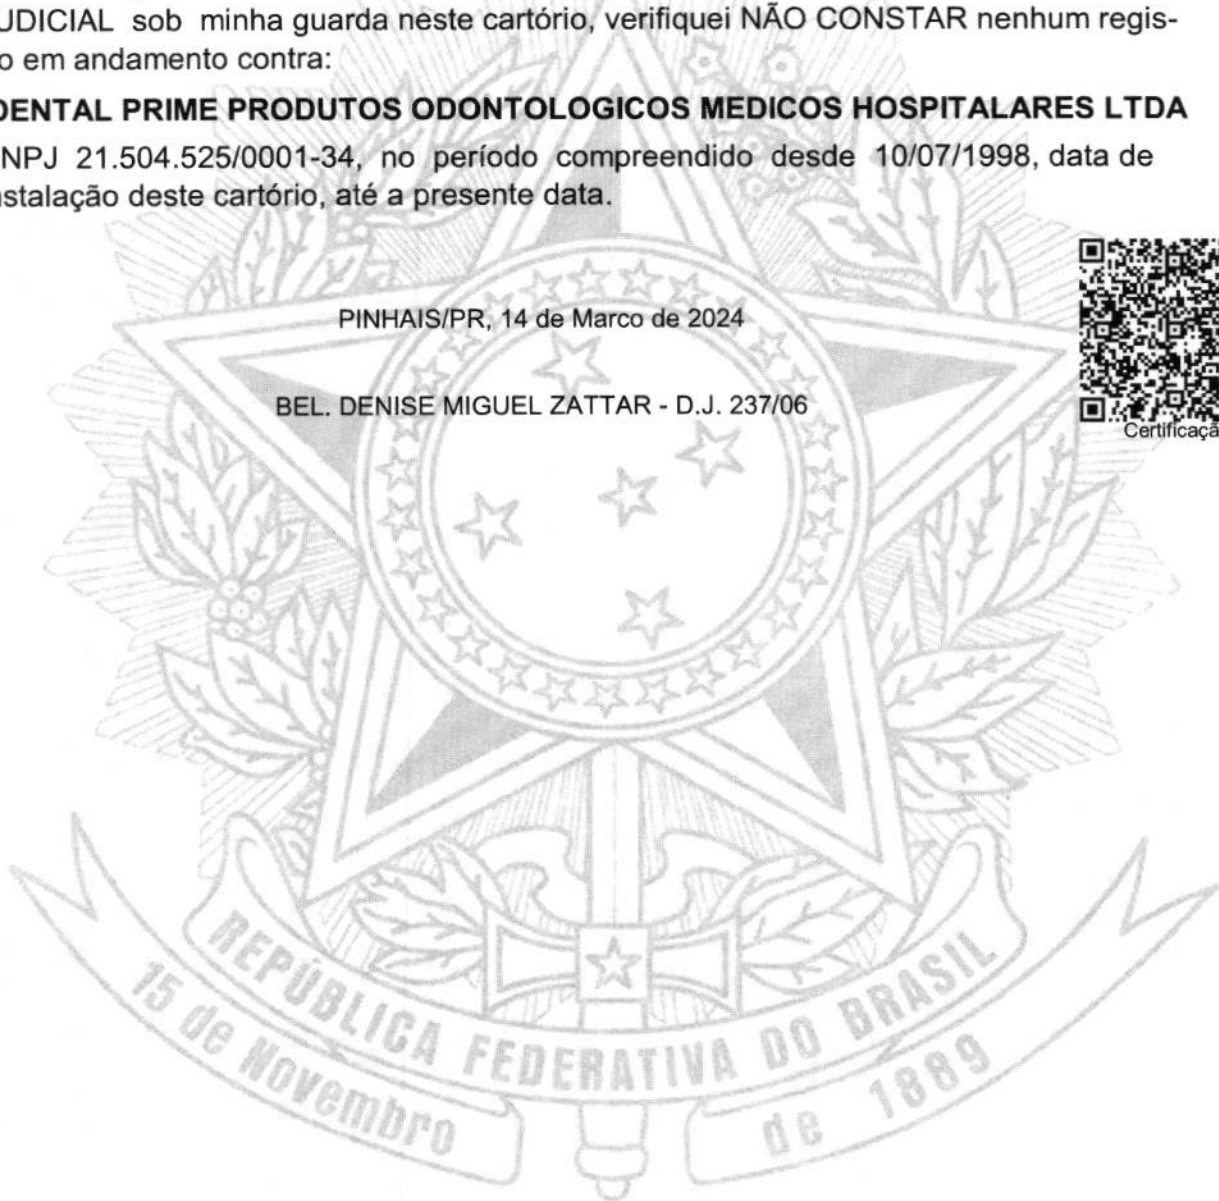 UDICIAL sob minha guarda neste cartório, verifiquei NÃO CONSTAR nenhum regis-
o em andamento contra:
DENTAL PRIME PRODUTOS ODONTOLOGICOS MEDICOS HOSPITALARES LTDA
NPJ 21.504.525/0001-34, no período compreendido desde 10/07/1998, data de
nstalação deste cartório, até a presente data.
PINHAIS/PR, 14 de Marco de 2024
BEL. DENISE MIGUEL ZATTAR - D.J. 237/06
Certificaçã
REPÚBLICA FEDERATIVA DO BRASIL
15 de Novembro de 1889